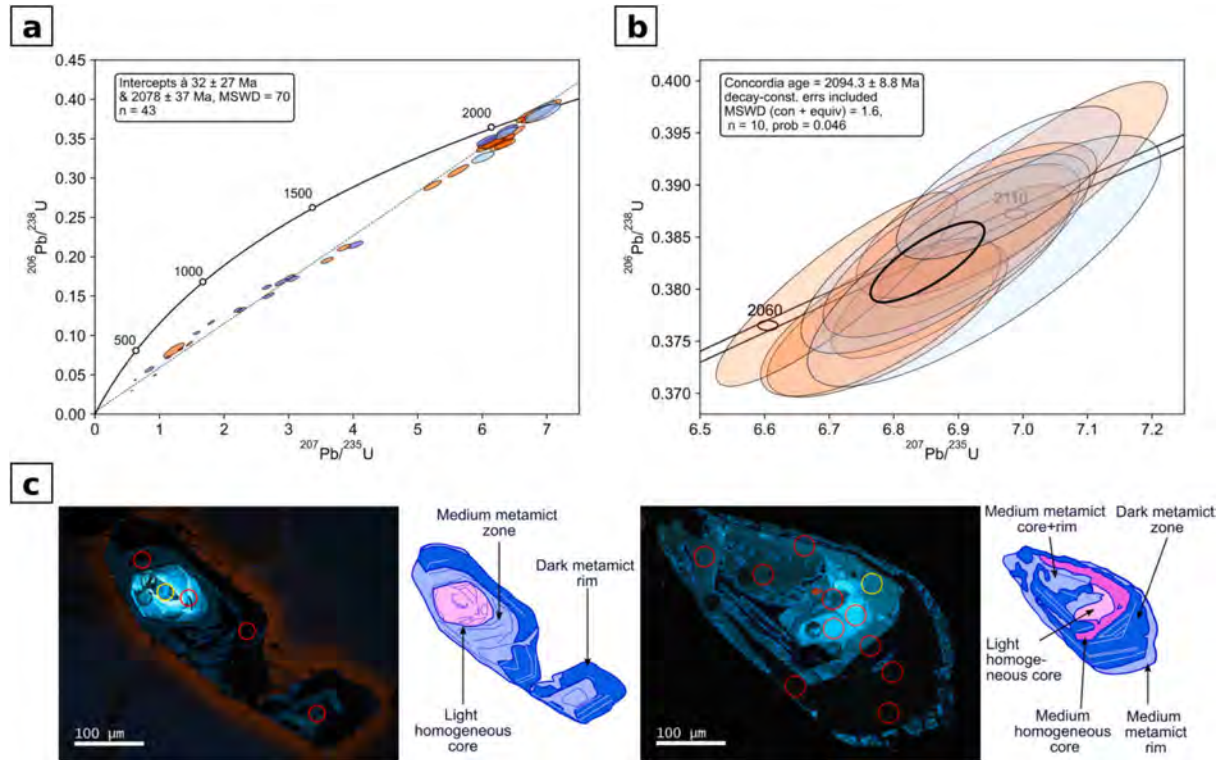 a
Intercepts à 32 ± 27 Ma
& 2078 ± 37 Ma, MSWD = 70
n = 43
0.45
0.40
0.35
0.30
0.25
0.20
0.15
0.10
0.05
0.00
²⁰⁶Pb/²³⁸U
500
1000
1500
2000
0 1 2 3 4 5 6 7
²⁰⁷Pb/²³⁵U
b
Concordia age = 2094.3 ± 8.8 Ma
decay-const. errs included
MSWD (con + equiv) = 1.6,
n = 10, prob = 0.046
0.400
0.395
0.390
0.385
0.380
0.375
0.370
²⁰⁶Pb/²³⁸U
2060
2110
6.5 6.6 6.7 6.8 6.9 7.0 7.1 7.2
²⁰⁷Pb/²³⁵U
c
100 µm
Medium metamict
zone
Dark metamict
rim
Light
homogeneous
core
100 µm
Medium metamict
core+rim
Dark metamict
zone
Light
homoge-
neous core
Medium
homogeneous
core
Medium
metamict
rim